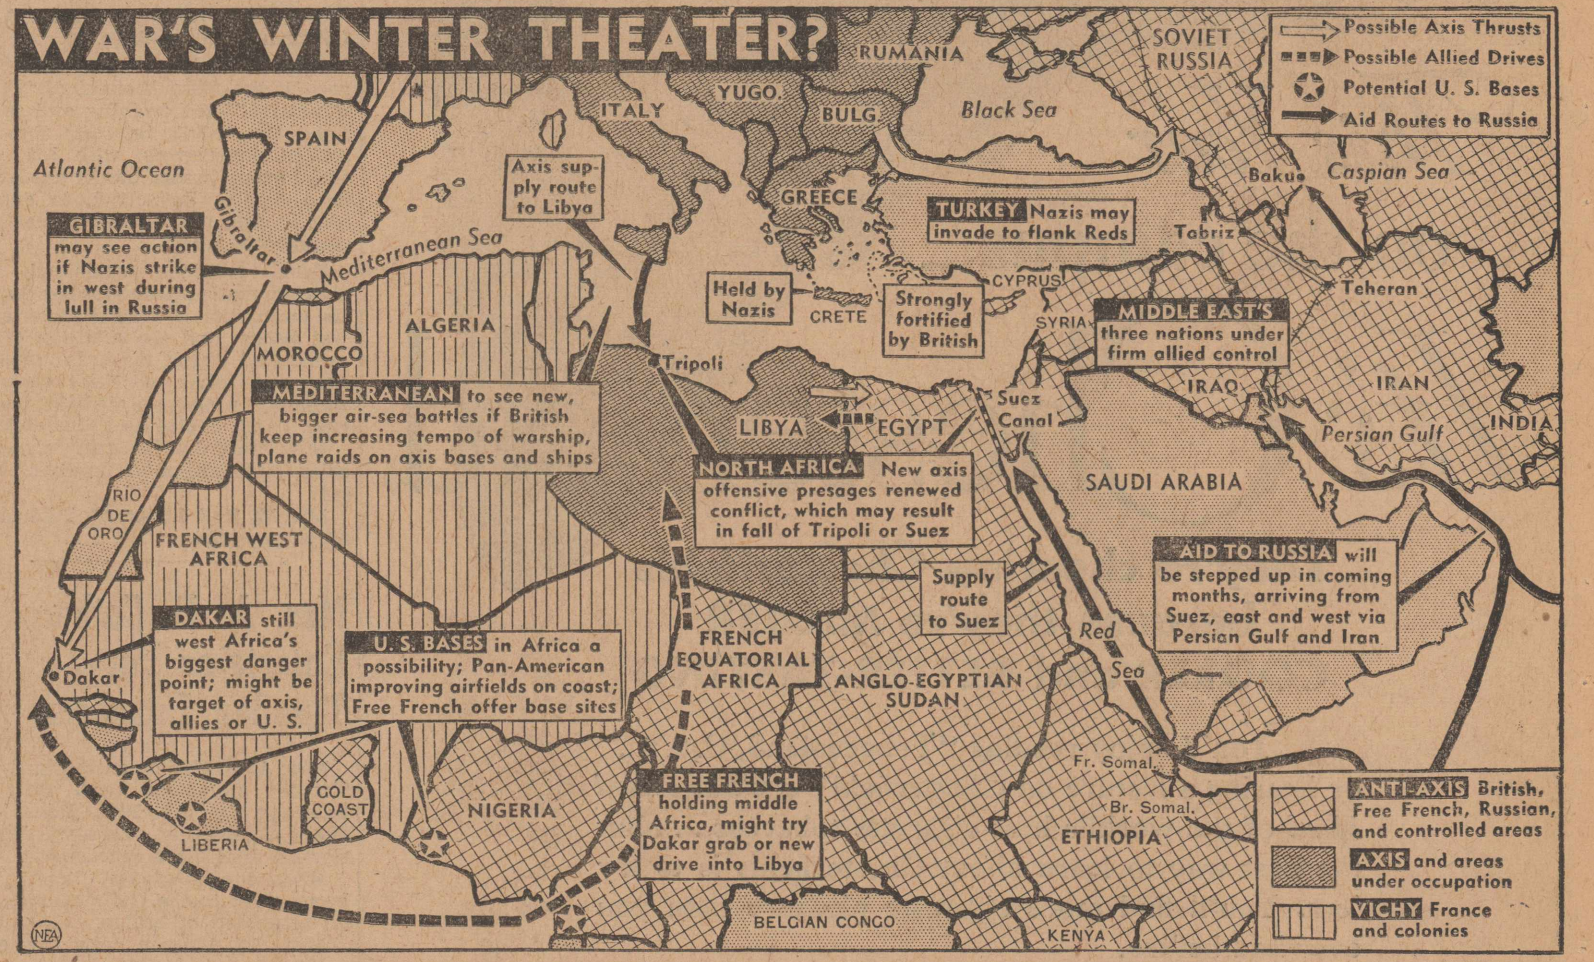 WAR'S WINTER THEATER?
Possible Axis Thrusts
Possible Allied Drives
Potential U. S. Bases
Aid Routes to Russia
RUMANIA
SOVIET
RUSSIA
YUGO.
ITALY
BULG.
Black Sea
SPAIN
Atlantic Ocean
Axis sup-
ply route
to Libya
Baku
Caspian Sea
GREECE
Gibraltar
GIBRALTAR
may see action
if Nazis strike
in west during
lull in Russia
TURKEY Nazis may
invade to flank Reds
Tabriz
Mediterranean Sea
Held by
Nazis
CRETE
CYPRUS
Strongly
fortified
by British
Teheran
SYRIA
MIDDLE EAST'S
three nations under
firm allied control
ALGERIA
MOROCCO
Tripoli
MEDITERRANEAN to see new,
bigger air-sea battles if British
keep increasing tempo of warship,
plane raids on axis bases and ships
IRAQ
IRAN
Suez
Canal
LIBYA
EGYPT
INDIA
Persian Gulf
NORTH AFRICA New axis
offensive presages renewed
conflict, which may result
in fall of Tripoli or Suez
SAUDI ARABIA
RIO
DE
ORO
FRENCH WEST
AFRICA
AID TO RUSSIA will
be stepped up in coming
months, arriving from
Suez, east and west via
Persian Gulf and Iran
Supply
route
to Suez
DAKAR still
west Africa's
biggest danger
point; might be
target of axis,
allies or U. S.
U. S. BASES in Africa a
possibility; Pan-American
improving airfields on coast;
Free French offer base sites
FRENCH
EQUATORIAL
AFRICA
Red
Sea
Dakar
ANGLO-EGYPTIAN
SUDAN
Fr. Somal.
Br. Somal.
ETHIOPIA
GOLD
COAST
NIGERIA
LIBERIA
FREE FRENCH
holding middle
Africa, might try
Dakar grab or new
drive into Libya
ANTI-AXIS British,
Free French, Russian,
and controlled areas
AXIS and areas
under occupation
VICHY France
and colonies
BELGIAN CONGO
KENYA
NEA